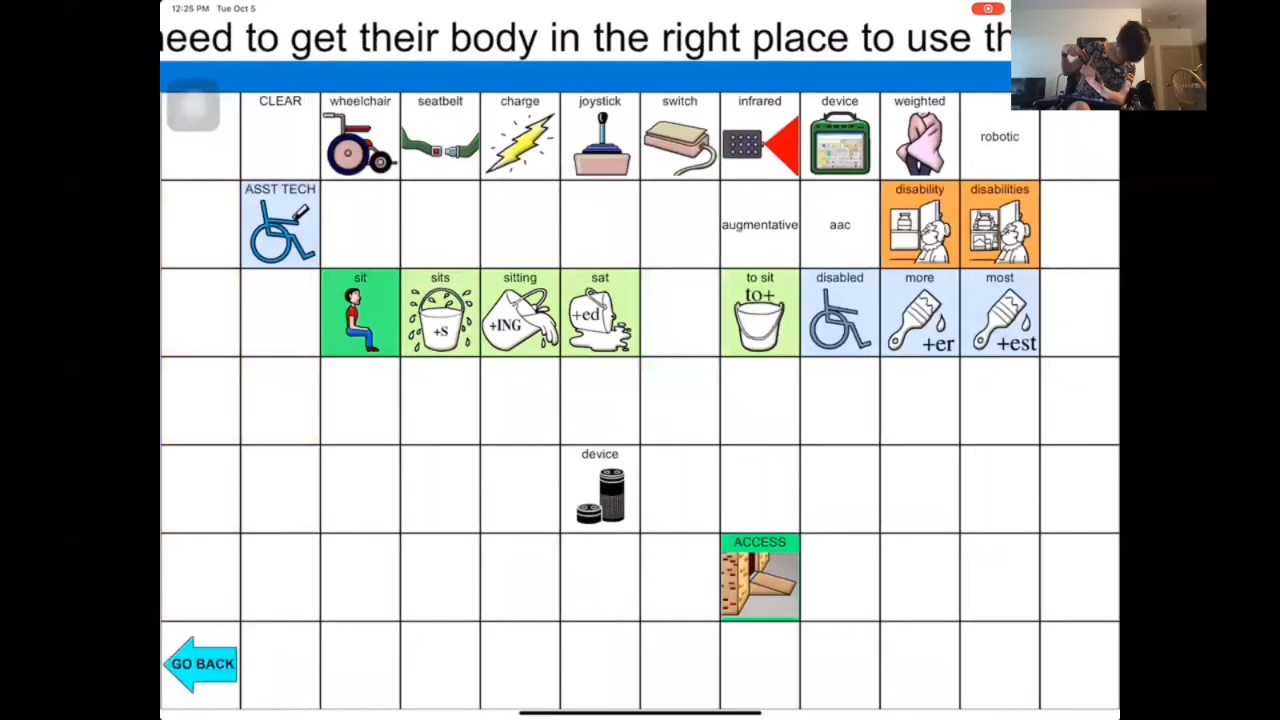 12:25 PM Tue Oct 5
need to get their body in the right place to use th
CLEAR wheelchair seatbelt charge joystick switch infrared device weighted
robotic
ASST TECH disability disabilities
augmentative aac
sit sits sitting sat to sit disabled more most
+S +ING +ed to+ +er +est
device
ACCESS
GO BACK